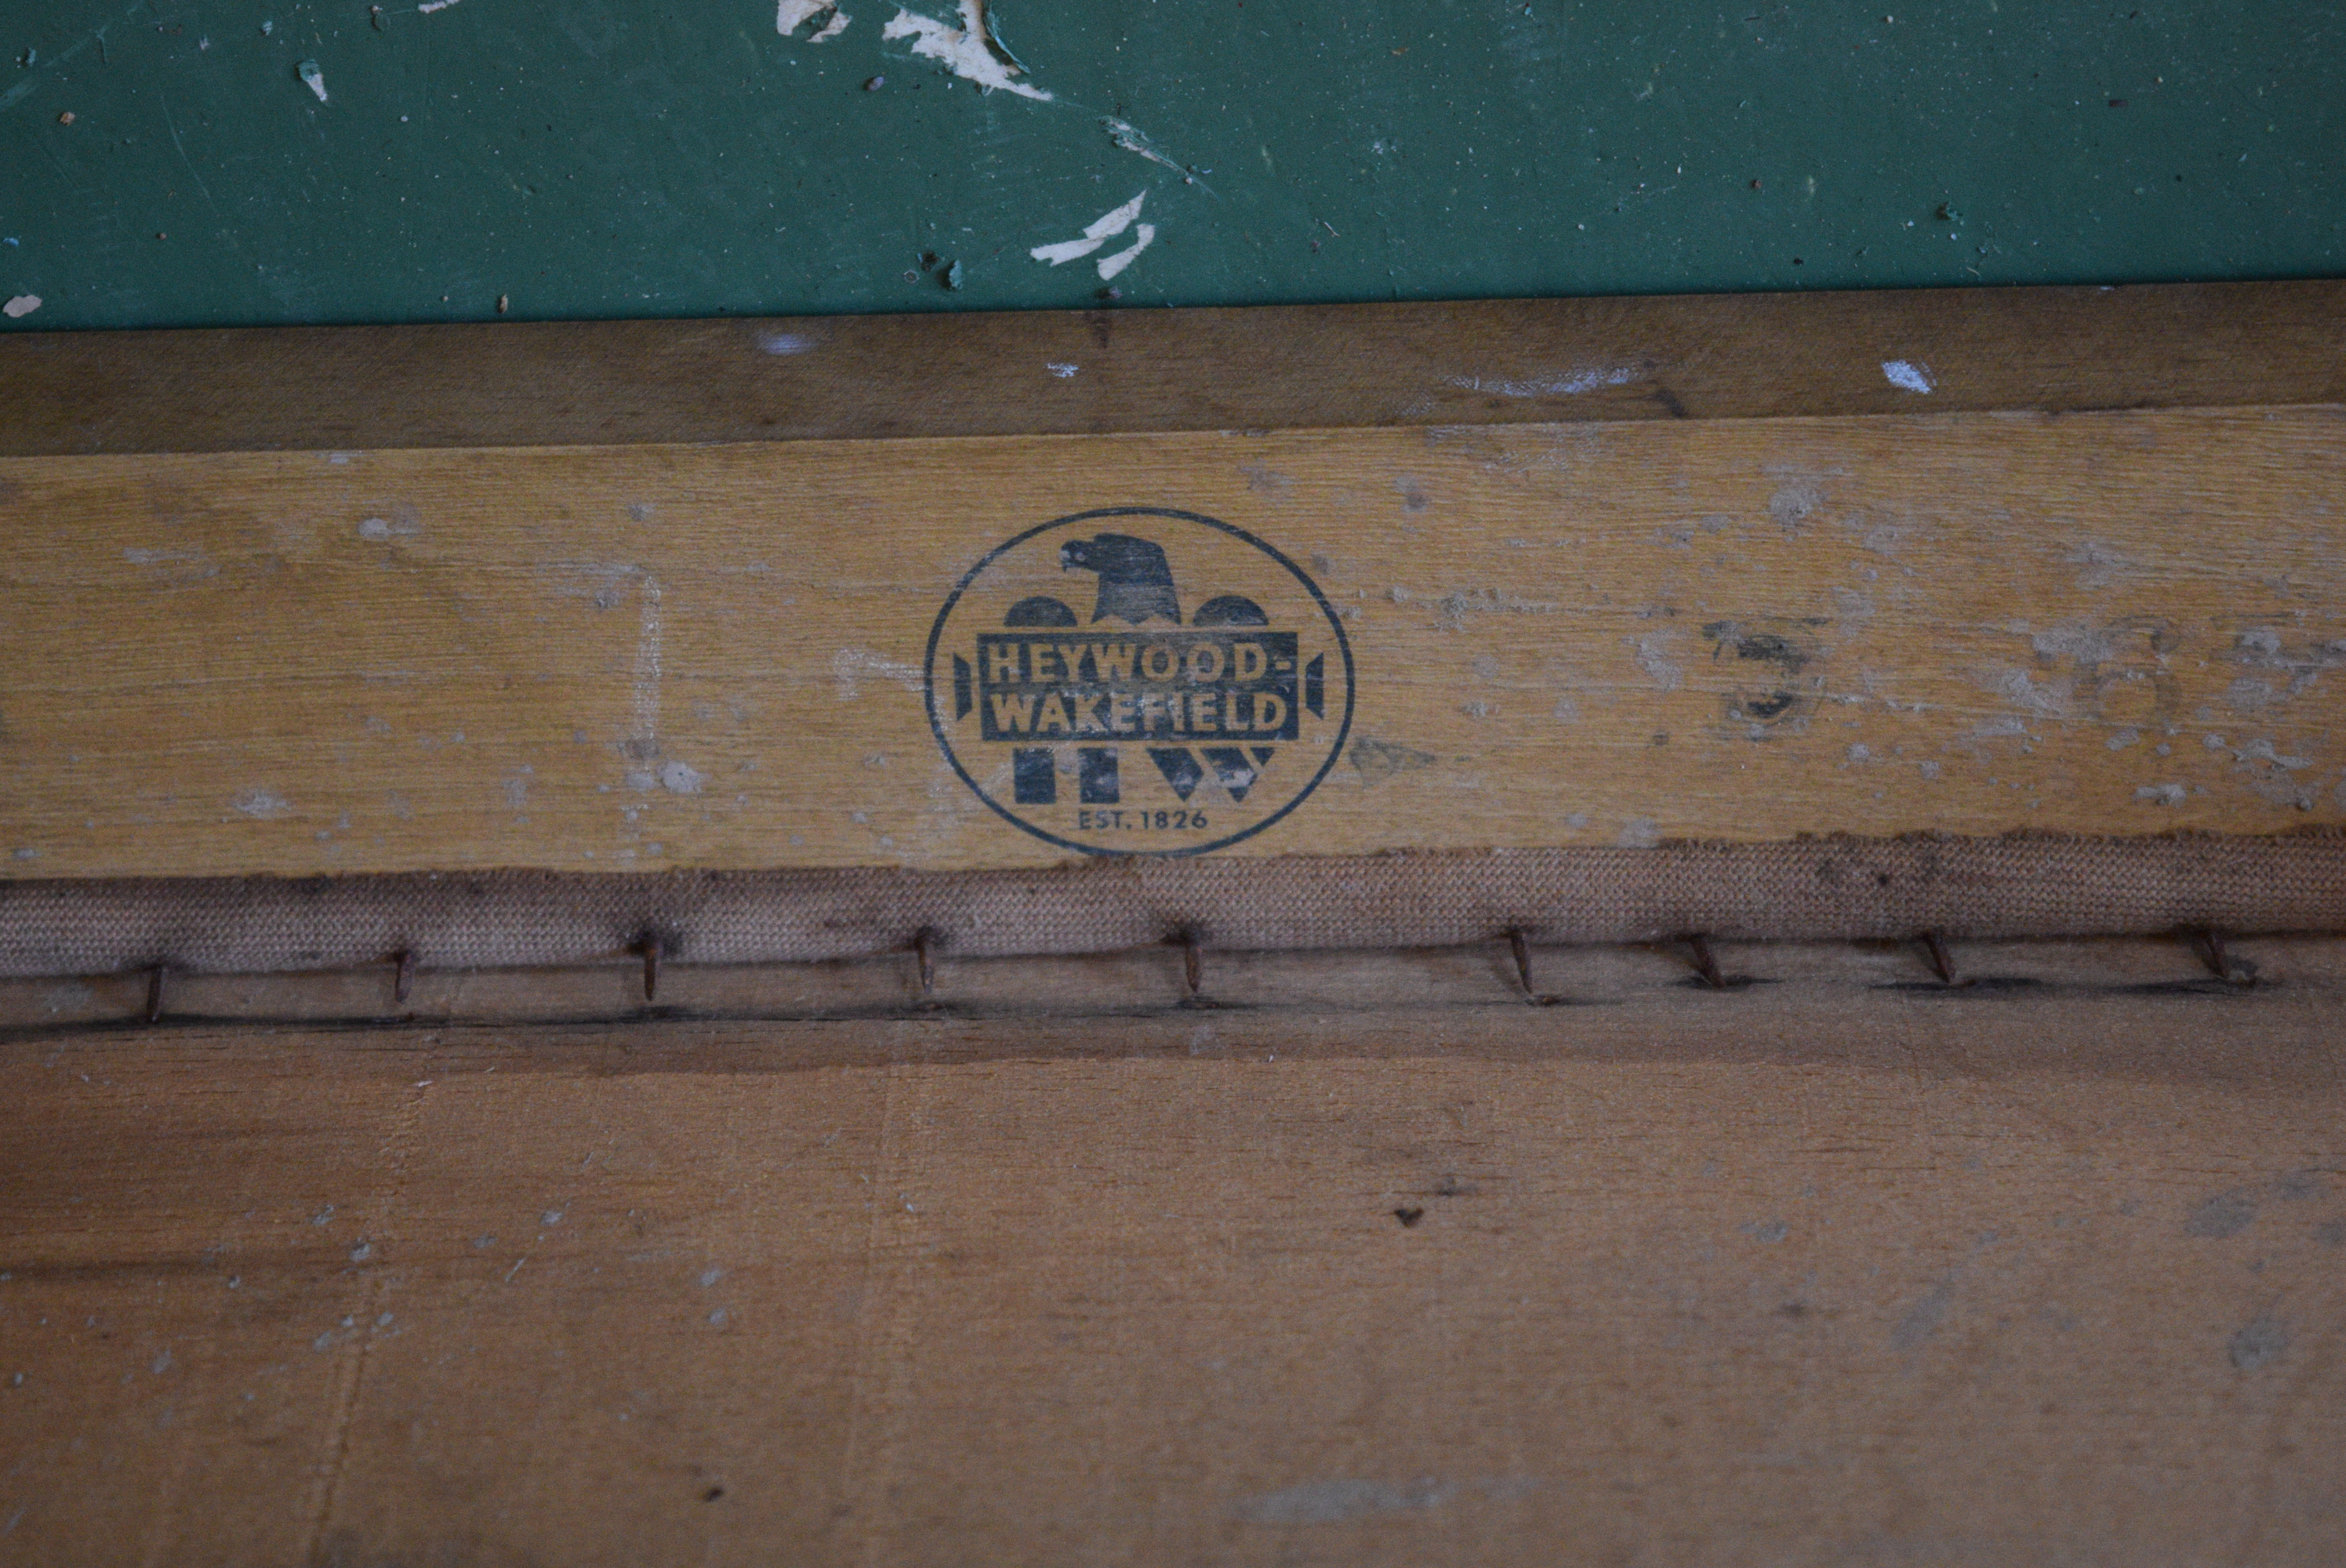 HEYWOOD-
WAKEFIELD
HW
EST. 1826